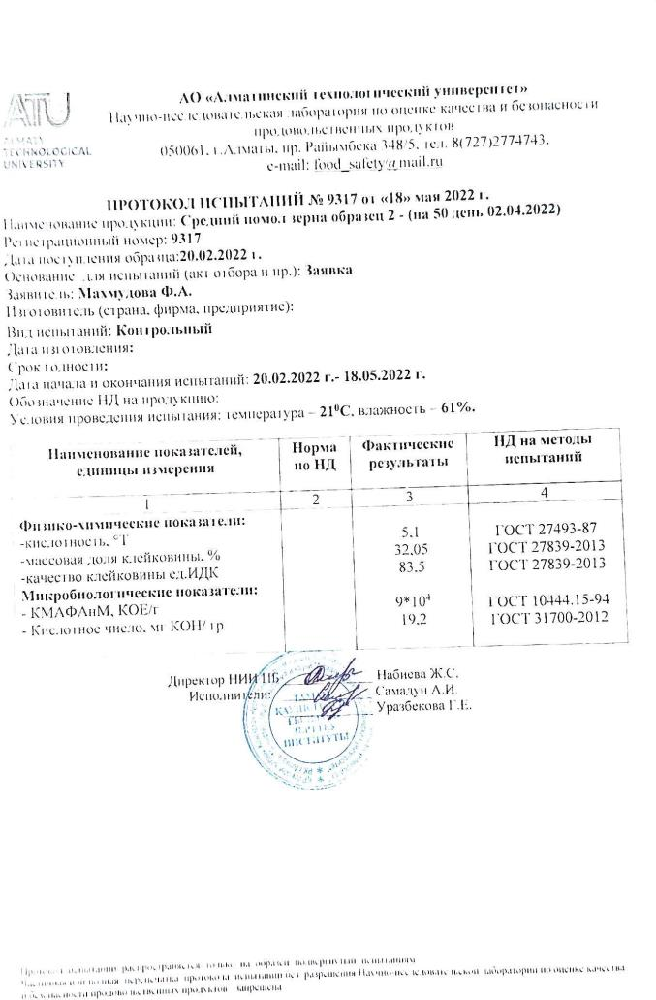 ATU
ALMATY
TECHNOLOGICAL
UNIVERSITY
АО «Алматинский технологический университет»
Научно-исследовательская лаборатория по оценке качества и безопасности
продовольственных продуктов
050061, г.Алматы, пр. Райымбека 348/5, тел. 8(727)2774743,
e-mail: food_safety@mail.ru
ПРОТОКОЛ ИСПЫТАНИЙ № 9317 от «18» мая 2022 г.
Наименование продукции: Средний помол зерна образец 2 - (на 50 день 02.04.2022)
Регистрационный номер: 9317
Дата поступления образца:20.02.2022 г.
Основание для испытаний (акт отбора и пр.): Заявка
Заявитель: Махмудова Ф.А.
Изготовитель (страна, фирма, предприятие):
Вид испытаний: Контрольный
Дата изготовления:
Срок годности:
Дата начала и окончания испытаний: 20.02.2022 г.- 18.05.2022 г.
Обозначение НД на продукцию:
Условия проведения испытания: температура – 21⁰С, влажность – 61%.
Наименование показателей, единицы измерения Норма по НД Фактические результаты НД на методы испытаний
1 2 3 4
Физико-химические показатели:
-кислотность, °Т 5,1 ГОСТ 27493-87
-массовая доля клейковины, % 32,05 ГОСТ 27839-2013
-качество клейковины ед.ИДК 83,5 ГОСТ 27839-2013
Микробиологические показатели:
- КМАФАнМ, КОЕ/г 9*10⁴ ГОСТ 10444.15-94
- Кислотное число, мг КОН/ гр 19,2 ГОСТ 31700-2012
Директор НИИ ПБ Набиева Ж.С.
Исполнители: Самадун А.И.
Уразбекова Г.Е.
ИНСТИТУТЫ
Протокол испытаний распространяется только на образец подвергнутый испытаниям
Частичная или полная перепечатка протокола испытаний без разрешения Научно-исследовательской лаборатории по оценке качества
и безопасности продовольственных продуктов запрещена